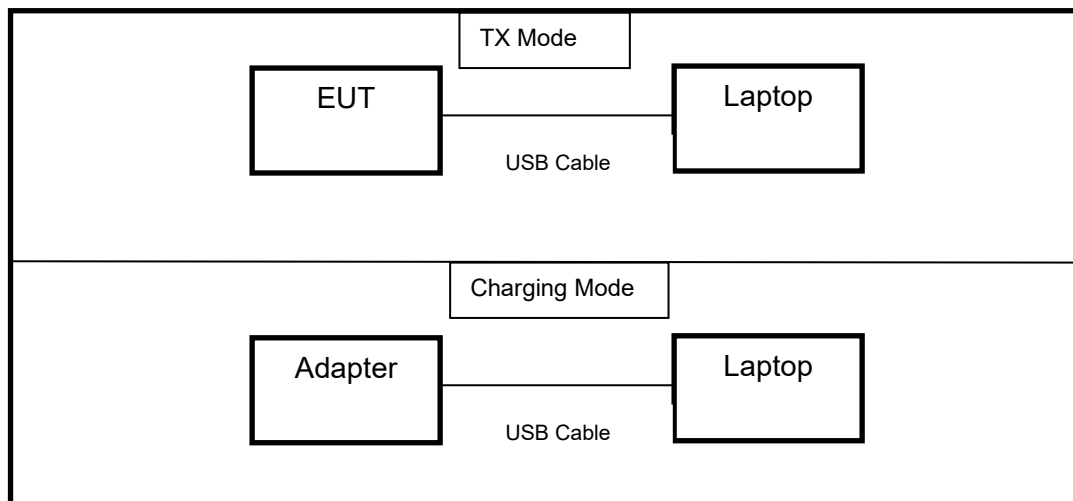 TX Mode
EUT
Laptop
USB Cable
Charging Mode
Adapter
Laptop
USB Cable